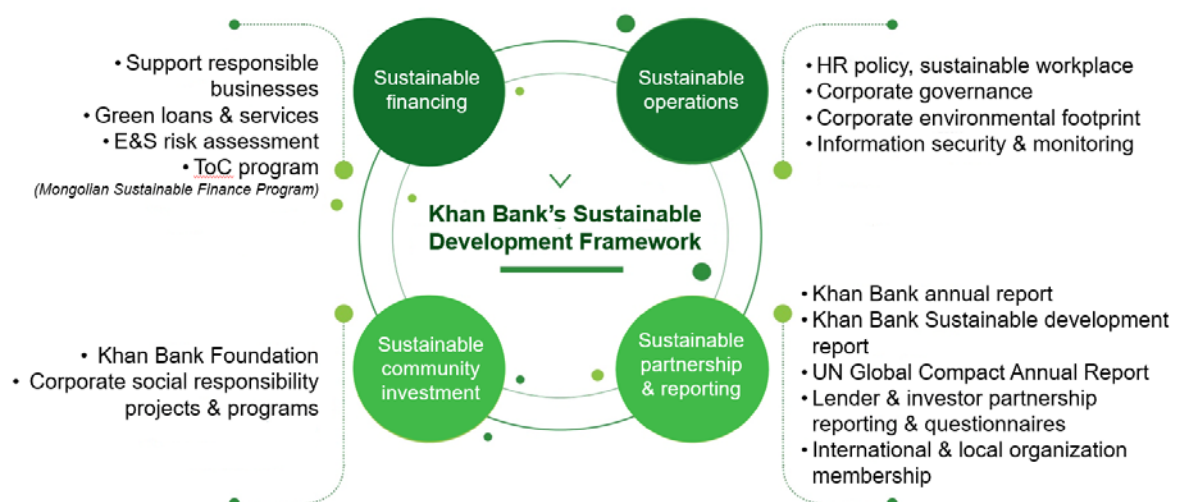 Sustainable
financing
• Support responsible
businesses
• Green loans & services
• E&S risk assessment
• ToC program
(Mongolian Sustainable Finance Program)
Sustainable
operations
• HR policy, sustainable workplace
• Corporate governance
• Corporate environmental footprint
• Information security & monitoring
Khan Bank’s Sustainable
Development Framework
Sustainable
community
investment
• Khan Bank Foundation
• Corporate social responsibility
projects & programs
Sustainable
partnership
& reporting
• Khan Bank annual report
• Khan Bank Sustainable development
report
• UN Global Compact Annual Report
• Lender & investor partnership
reporting & questionnaires
• International & local organization
membership